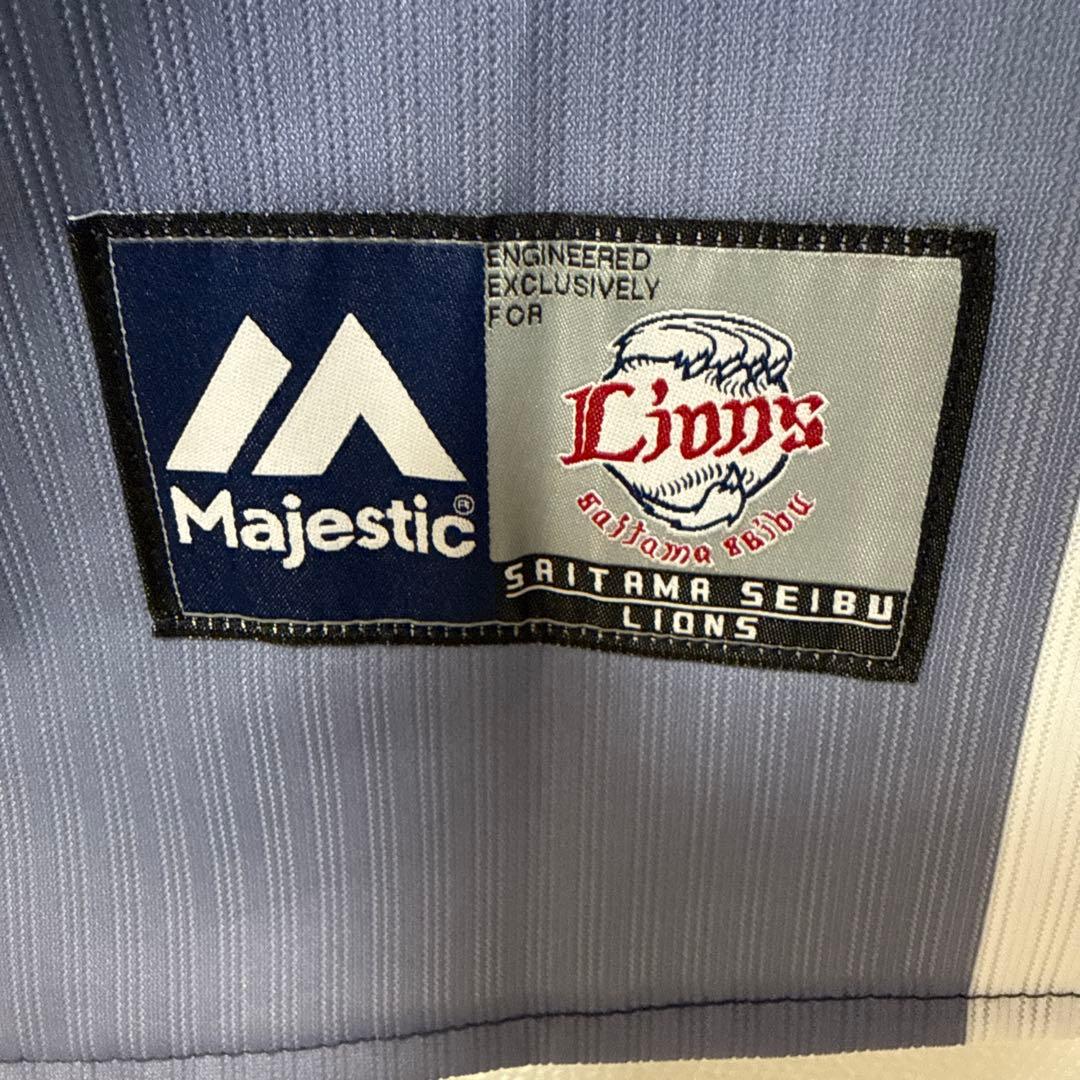 Majestic®
ENGINEERED
EXCLUSIVELY
FOR
Lions
saitama seibu
SAITAMA SEIBU
LIONS